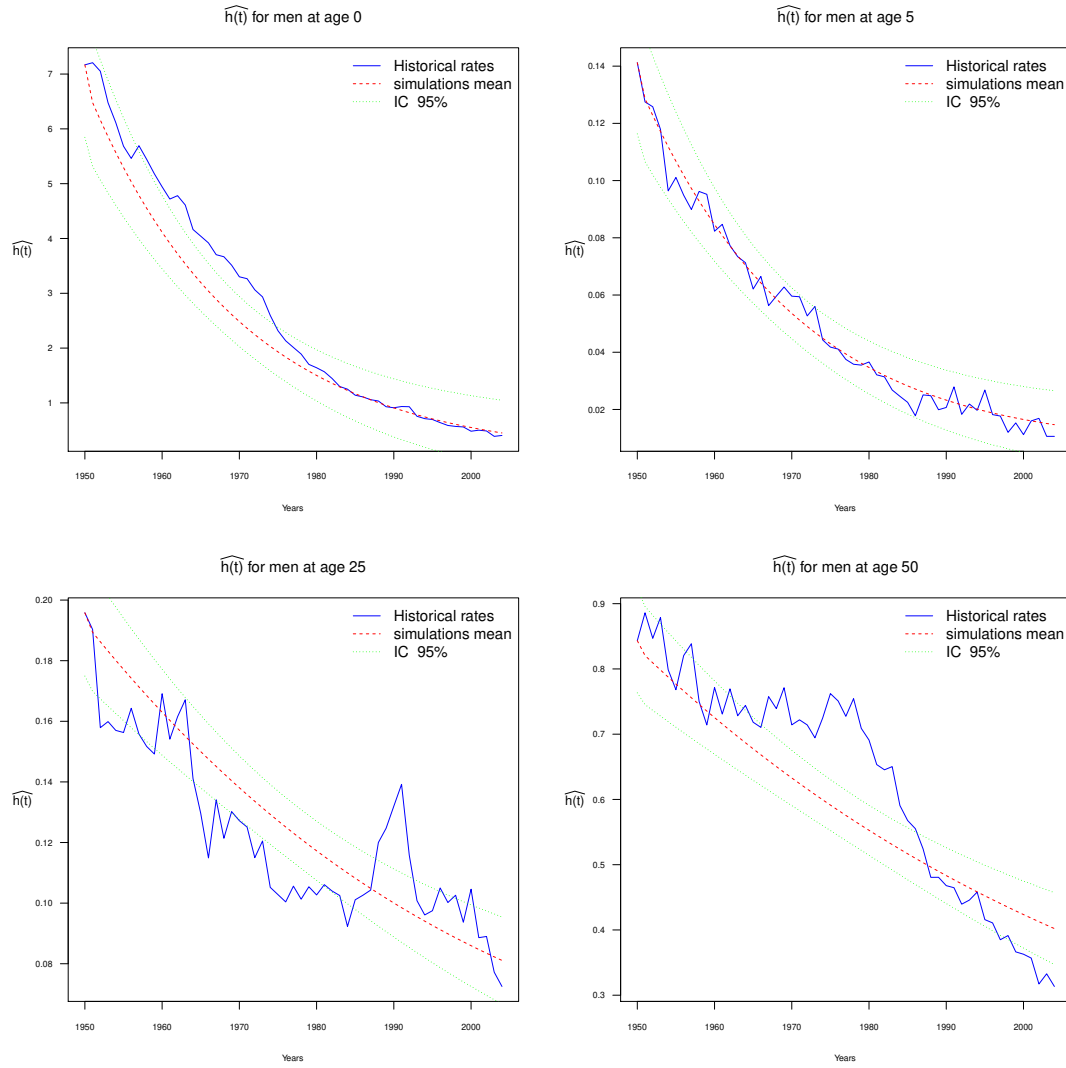 h(t) for men at age 0
7
6
5
4
3
2
1
h(t)
Historical rates
simulations mean
IC 95%
1950 1960 1970 1980 1990 2000
Years
h(t) for men at age 5
0.14
0.12
0.10
0.08
0.06
0.04
0.02
h(t)
Historical rates
simulations mean
IC 95%
1950 1960 1970 1980 1990 2000
Years
h(t) for men at age 25
0.20
0.18
0.16
0.14
0.12
0.10
0.08
h(t)
Historical rates
simulations mean
IC 95%
1950 1960 1970 1980 1990 2000
Years
h(t) for men at age 50
0.9
0.8
0.7
0.6
0.5
0.4
0.3
h(t)
Historical rates
simulations mean
IC 95%
1950 1960 1970 1980 1990 2000
Years